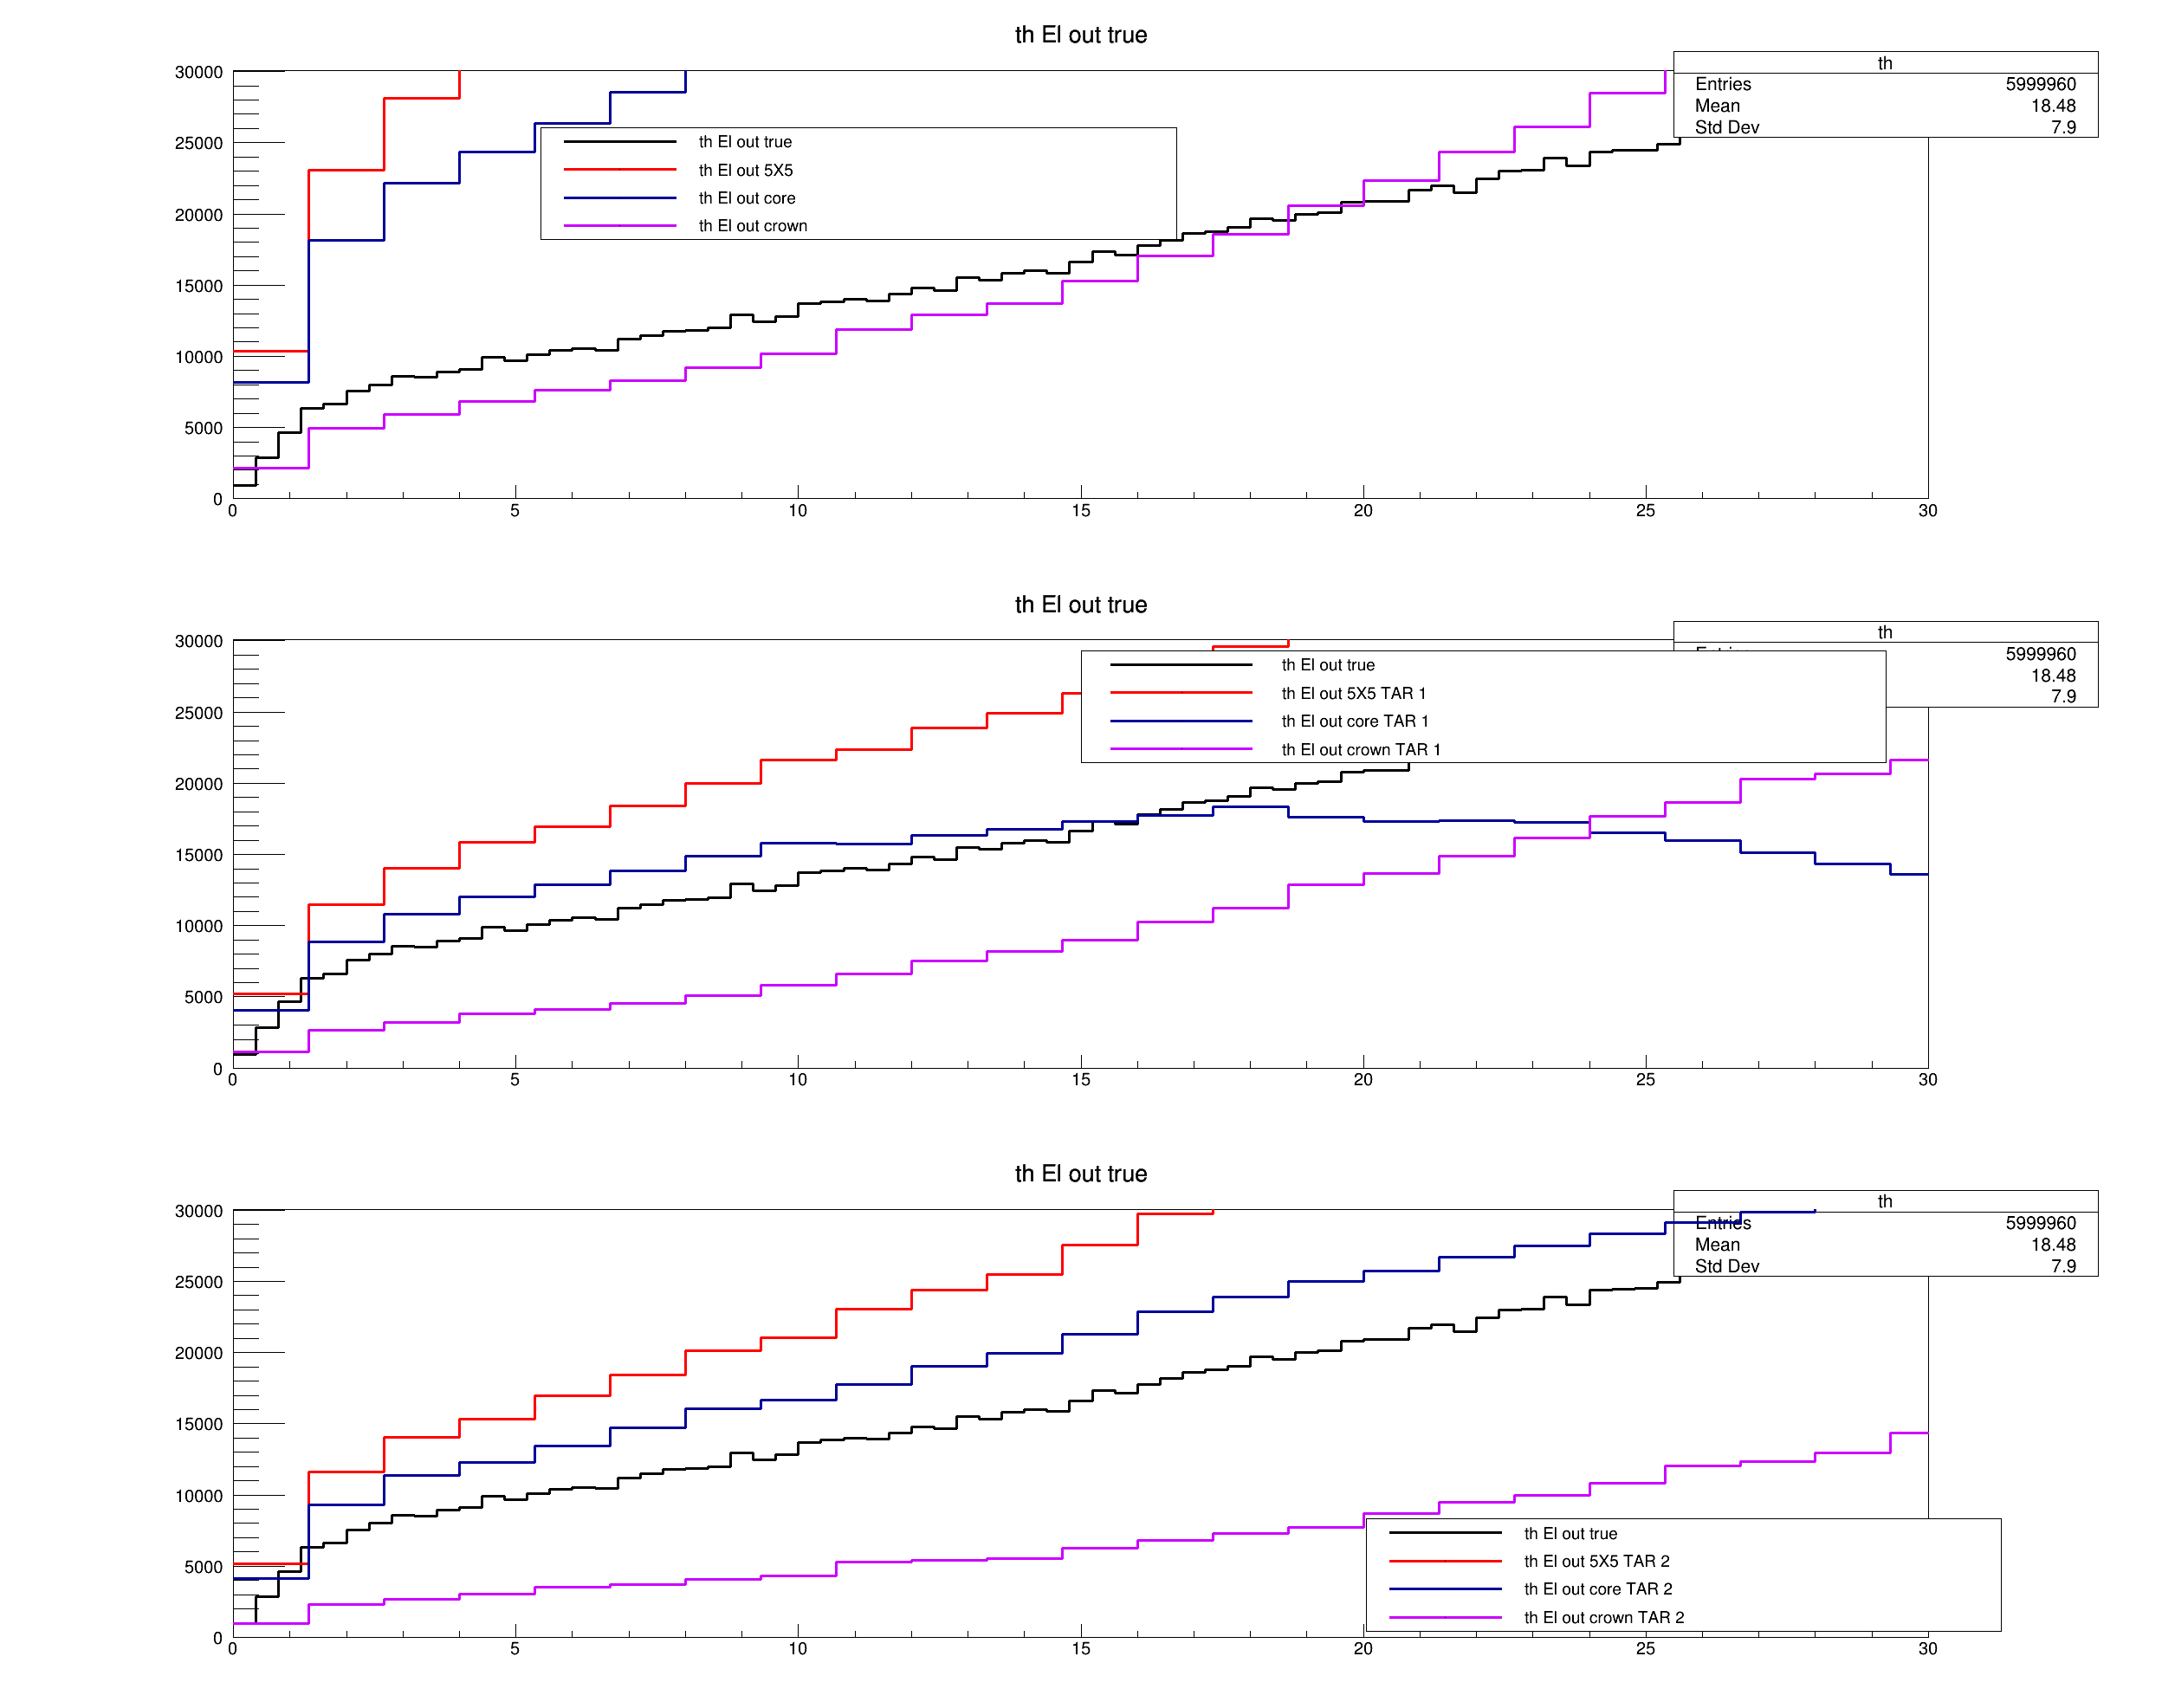 th El out true
th
Entries 5999960
Mean 18.48
Std Dev 7.9
30000
25000
20000
15000
10000
5000
0
th El out true
th El out 5X5
th El out core
th El out crown
0 5 10 15 20 25 30
th El out true
th
5999960
18.48
7.9
30000
25000
20000
15000
10000
5000
0
th El out true
th El out 5X5 TAR 1
th El out core TAR 1
th El out crown TAR 1
0 5 10 15 20 25 30
th El out true
th
Entries 5999960
Mean 18.48
Std Dev 7.9
30000
25000
20000
15000
10000
5000
0
th El out true
th El out 5X5 TAR 2
th El out core TAR 2
th El out crown TAR 2
0 5 10 15 20 25 30